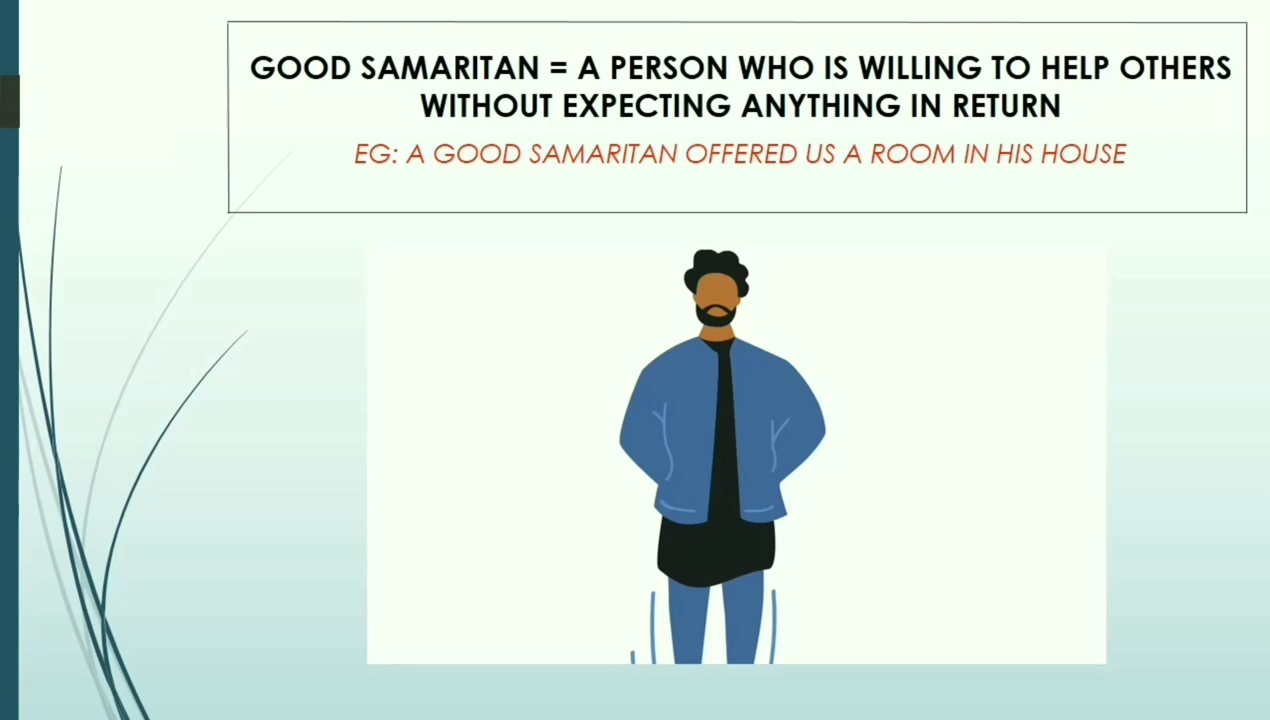 GOOD SAMARITAN = A PERSON WHO IS WILLING TO HELP OTHERS
WITHOUT EXPECTING ANYTHING IN RETURN
EG: A GOOD SAMARITAN OFFERED US A ROOM IN HIS HOUSE